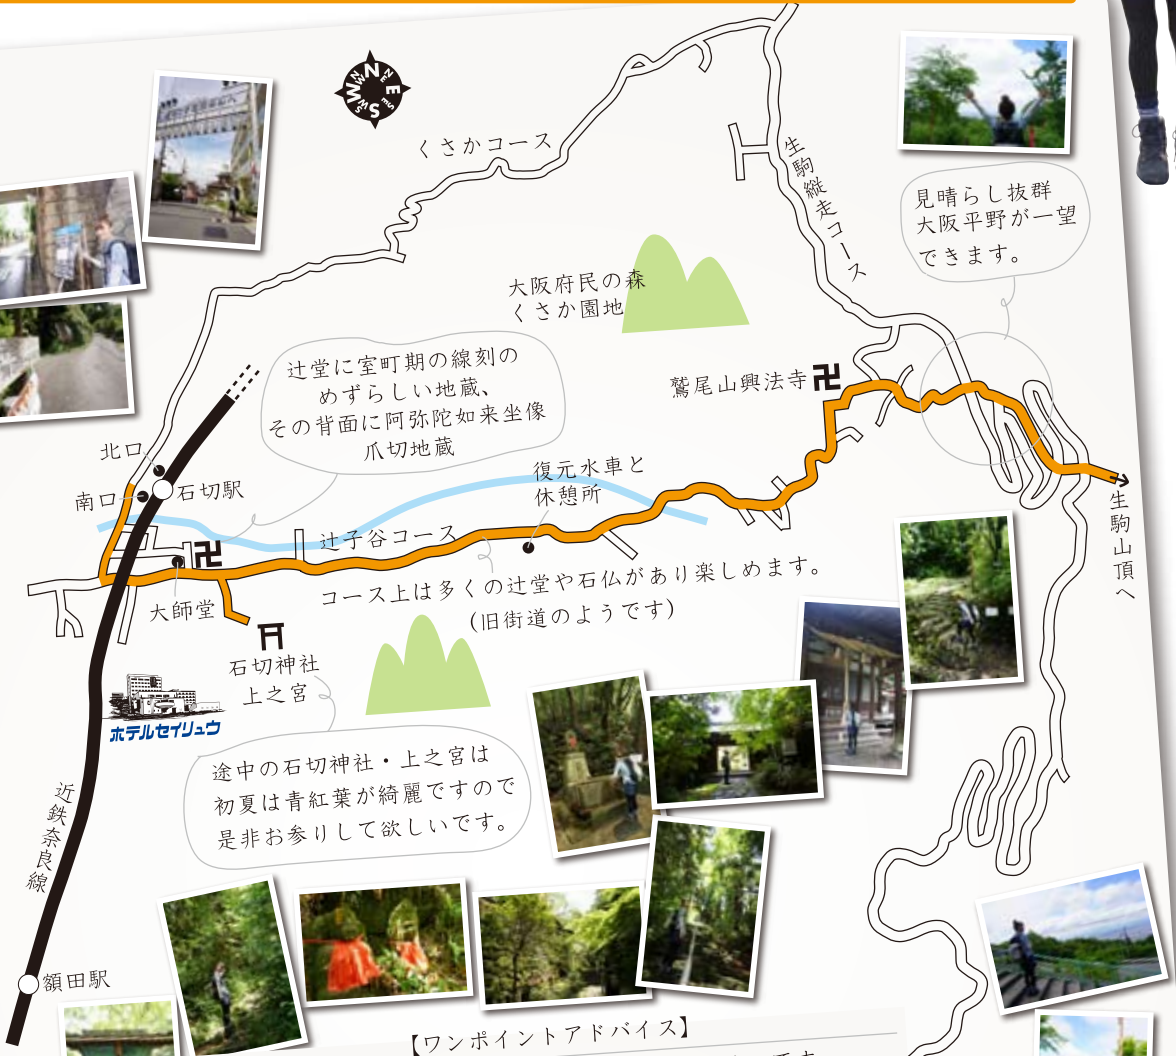 N
E
S
W
くさかコース
生駒縦走コース
見晴らし抜群
大阪平野が一望
できます。
大阪府民の森
くさか園地
辻堂に室町期の線刻の
めずらしい地蔵、
その背面に阿弥陀如来坐像
爪切地蔵
鷲尾山興法寺
北口
南口
石切駅
復元水車と
休憩所
辻子谷コース
生駒山頂へ
コース上は多くの辻堂や石仏があり楽しめます。
(旧街道のようです)
大師堂
石切神社
上之宮
ホテルセイリュウ
途中の石切神社・上之宮は
初夏は青紅葉が綺麗ですので
是非お参りして欲しいです。
近鉄奈良線
額田駅
【ワンポイントアドバイス】